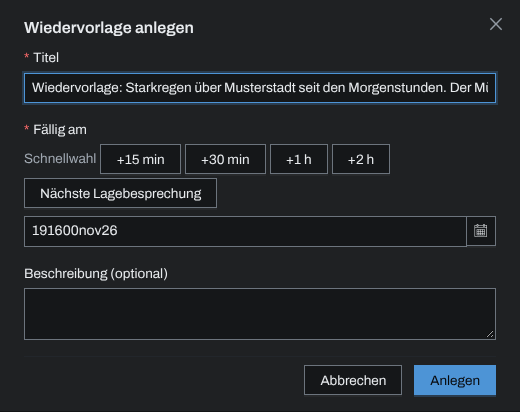 Wiedervorlage anlegen
* Titel
Wiedervorlage: Starkregen über Musterstadt seit den Morgenstunden. Der
* Fällig am
Schnellwahl +15 min +30 min +1 h +2 h
Nächste Lagebesprechung
191600nov26
Beschreibung (optional)
Abbrechen Anlegen